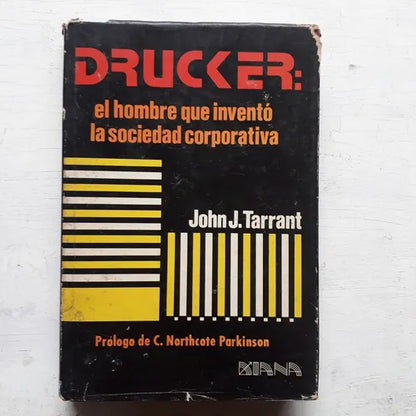 DRUCKER:
el hombre que inventó
la sociedad corporativa
John J. Tarrant
Prólogo de C. Northcote Parkinson
DIANA